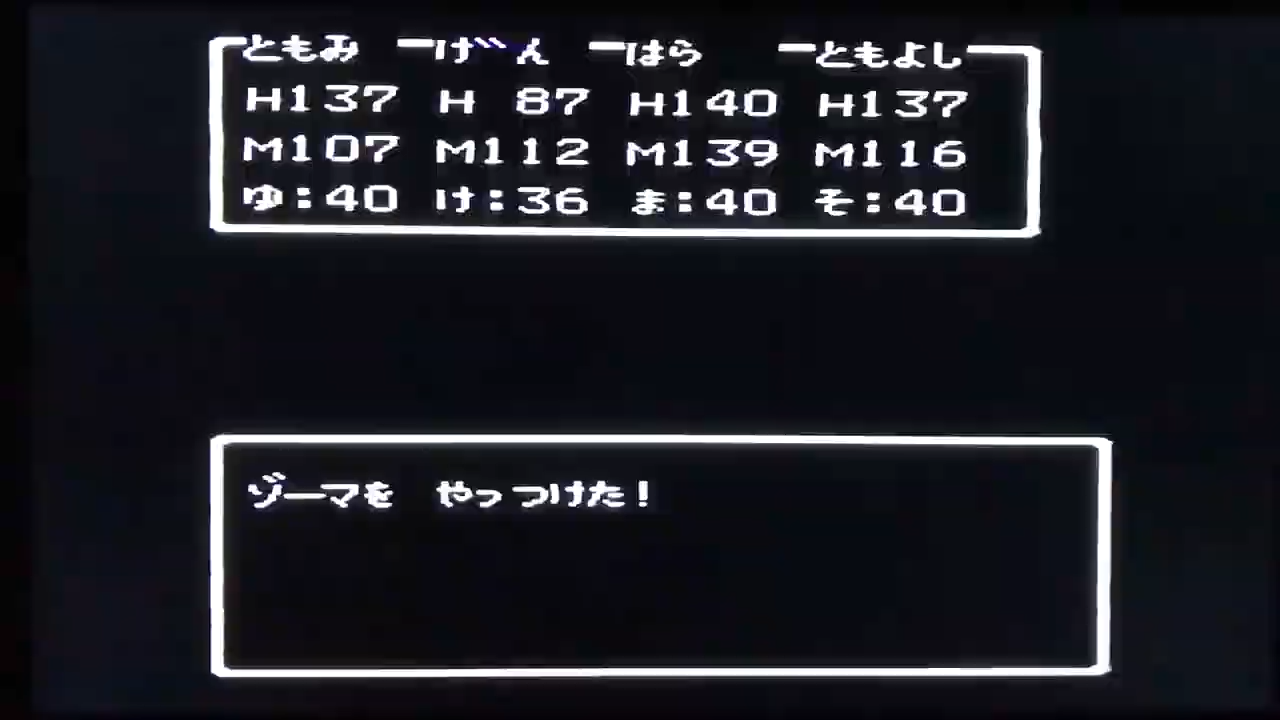 ともみ げん はら ともよし
H137 H 87 H140 H137
M107 M112 M139 M116
ゆ:40 け:36 ま:40 そ:40
ゾーマを やっつけた!